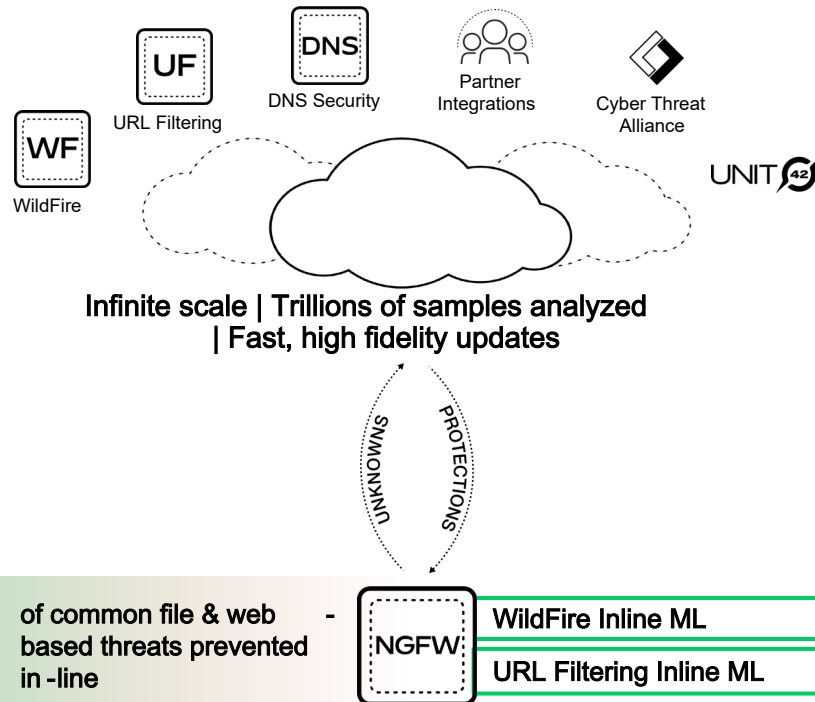 DNS
UF
DNS Security
Partner
Integrations
Cyber Threat
Alliance
URL Filtering
WF
WildFire
UNIT 42
Infinite scale | Trillions of samples analyzed
| Fast, high fidelity updates
UNKNOWNS
PROTECTIONS
of common file & web -
based threats prevented
in -line
NGFW
WildFire Inline ML
URL Filtering Inline ML